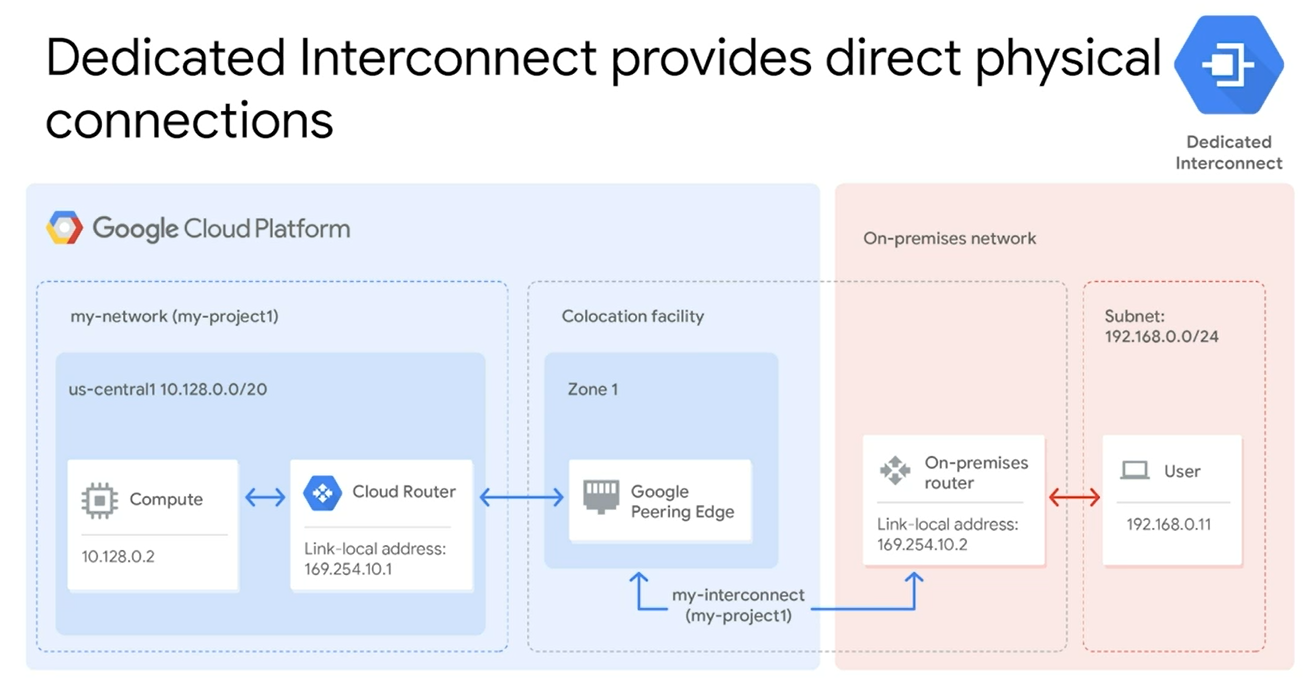 Dedicated Interconnect provides direct physical
connections
Dedicated
Interconnect
Google Cloud Platform
On-premises network
my-network (my-project1)
Colocation facility
Subnet:
192.168.0.0/24
us-central1 10.128.0.0/20
Zone 1
Compute
10.128.0.2
Cloud Router
Link-local address:
169.254.10.1
Google
Peering Edge
On-premises
router
Link-local address:
169.254.10.2
User
192.168.0.11
my-interconnect
(my-project1)